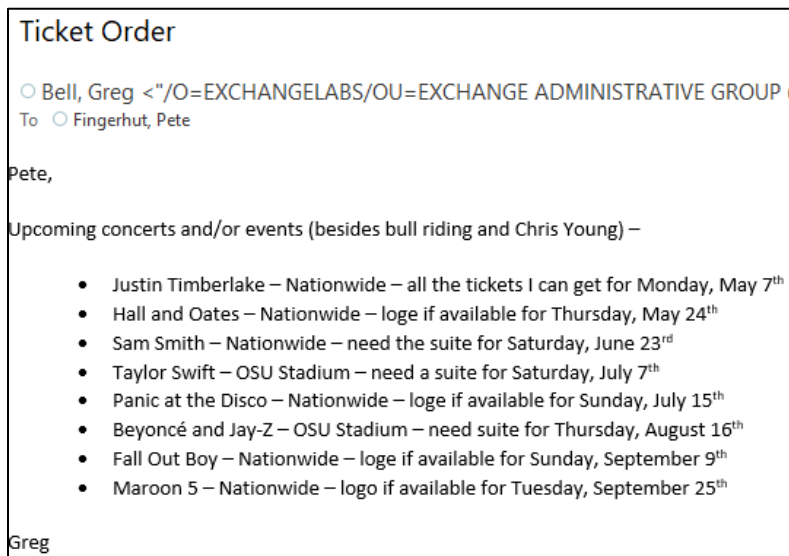 Ticket Order
Bell, Greg <"/O=EXCHANGELABS/OU=EXCHANGE ADMINISTRATIVE GROUP (
To Fingerhut, Pete
Pete,
Upcoming concerts and/or events (besides bull riding and Chris Young) –
• Justin Timberlake – Nationwide – all the tickets I can get for Monday, May 7th
• Hall and Oates – Nationwide – loge if available for Thursday, May 24th
• Sam Smith – Nationwide – need the suite for Saturday, June 23rd
• Taylor Swift – OSU Stadium – need a suite for Saturday, July 7th
• Panic at the Disco – Nationwide – loge if available for Sunday, July 15th
• Beyoncé and Jay-Z – OSU Stadium – need suite for Thursday, August 16th
• Fall Out Boy – Nationwide – loge if available for Sunday, September 9th
• Maroon 5 – Nationwide – logo if available for Tuesday, September 25th
Greg